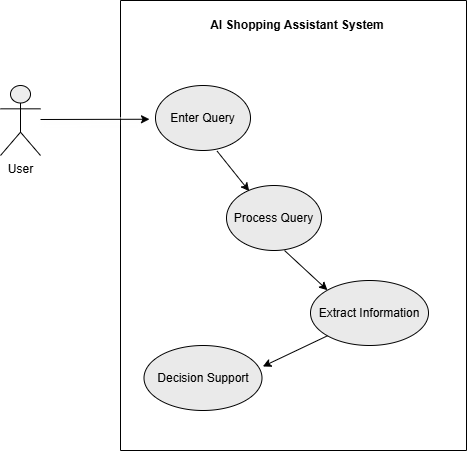 AI Shopping Assistant System
Enter Query
User
Process Query
Extract Information
Decision Support